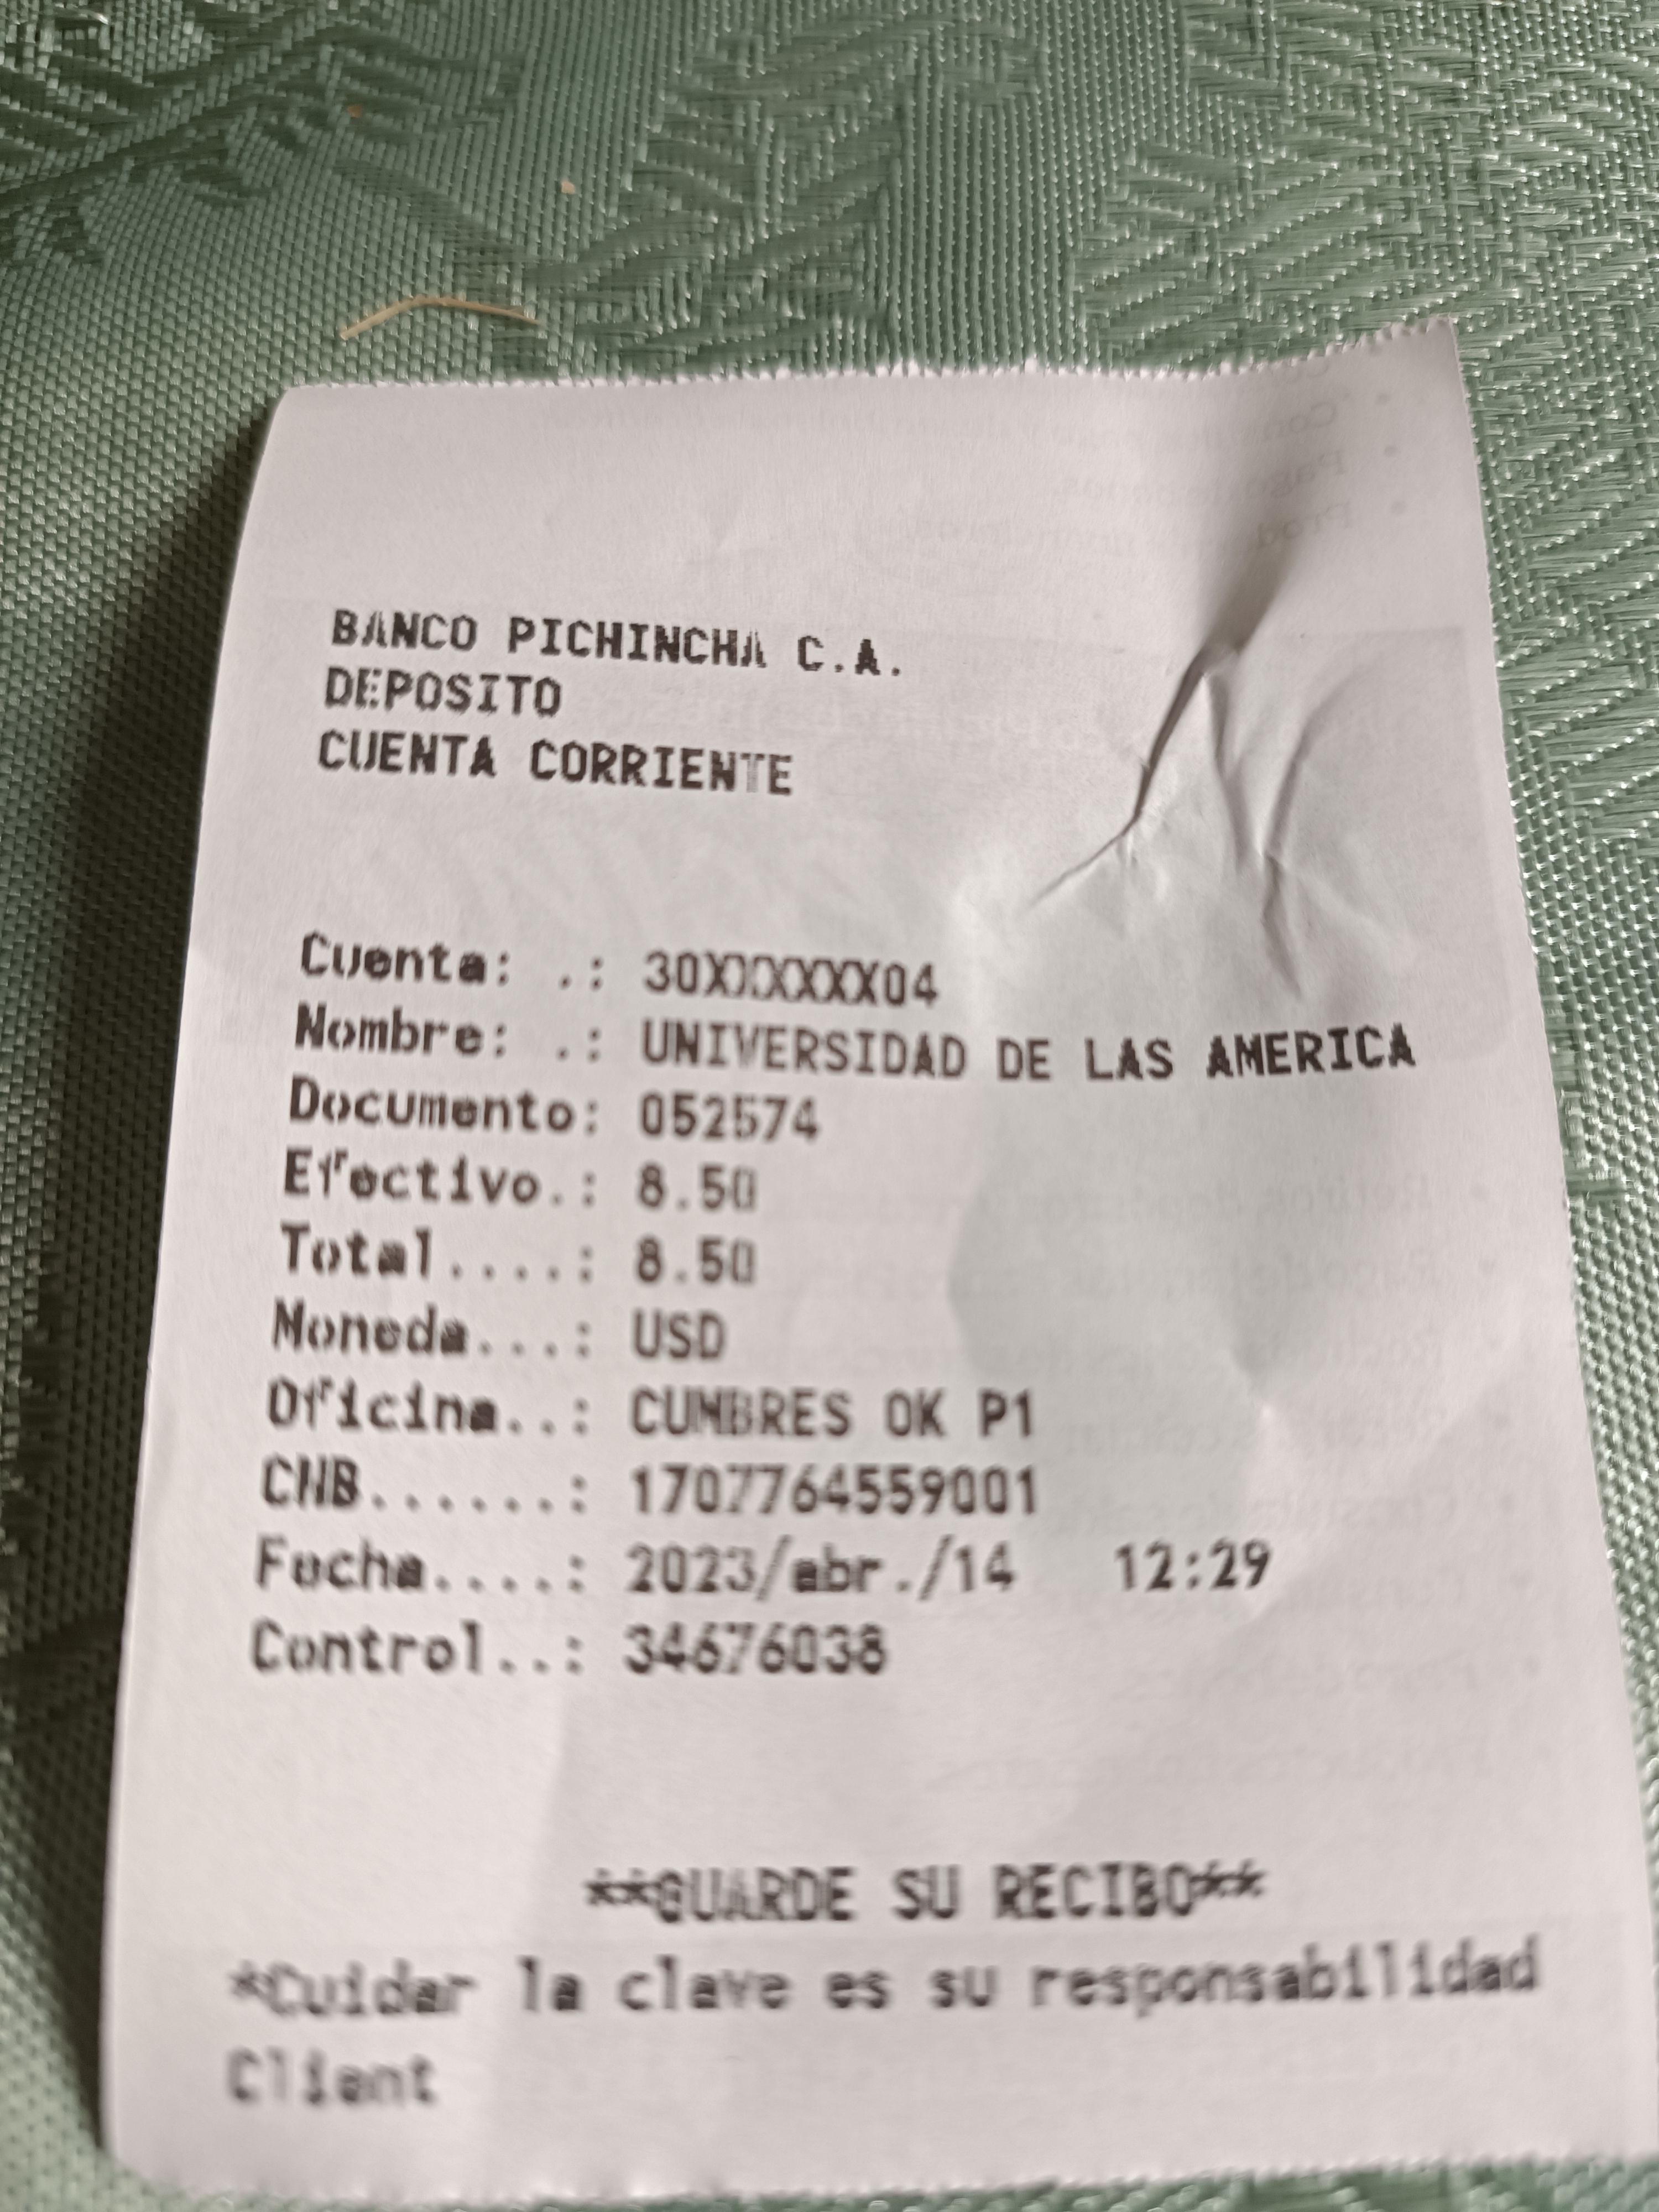 BANCO PICHINCHA C.A.
DEPOSITO
CUENTA CORRIENTE
Cuenta: .: 30XXXXXX04
Nombre: .: UNIVERSIDAD DE LAS AMERICA
Documento: 052574
Efectivo.: 8.50
Total....: 8.50
Moneda...: USD
Oficina..: CUMBRES OK P1
CNB......: 1707764559001
Fecha....: 2023/abr./14 12:29
Control..: 34676038
**GUARDE SU RECIBO**
*Cuidar la clave es su responsabilidad
Client